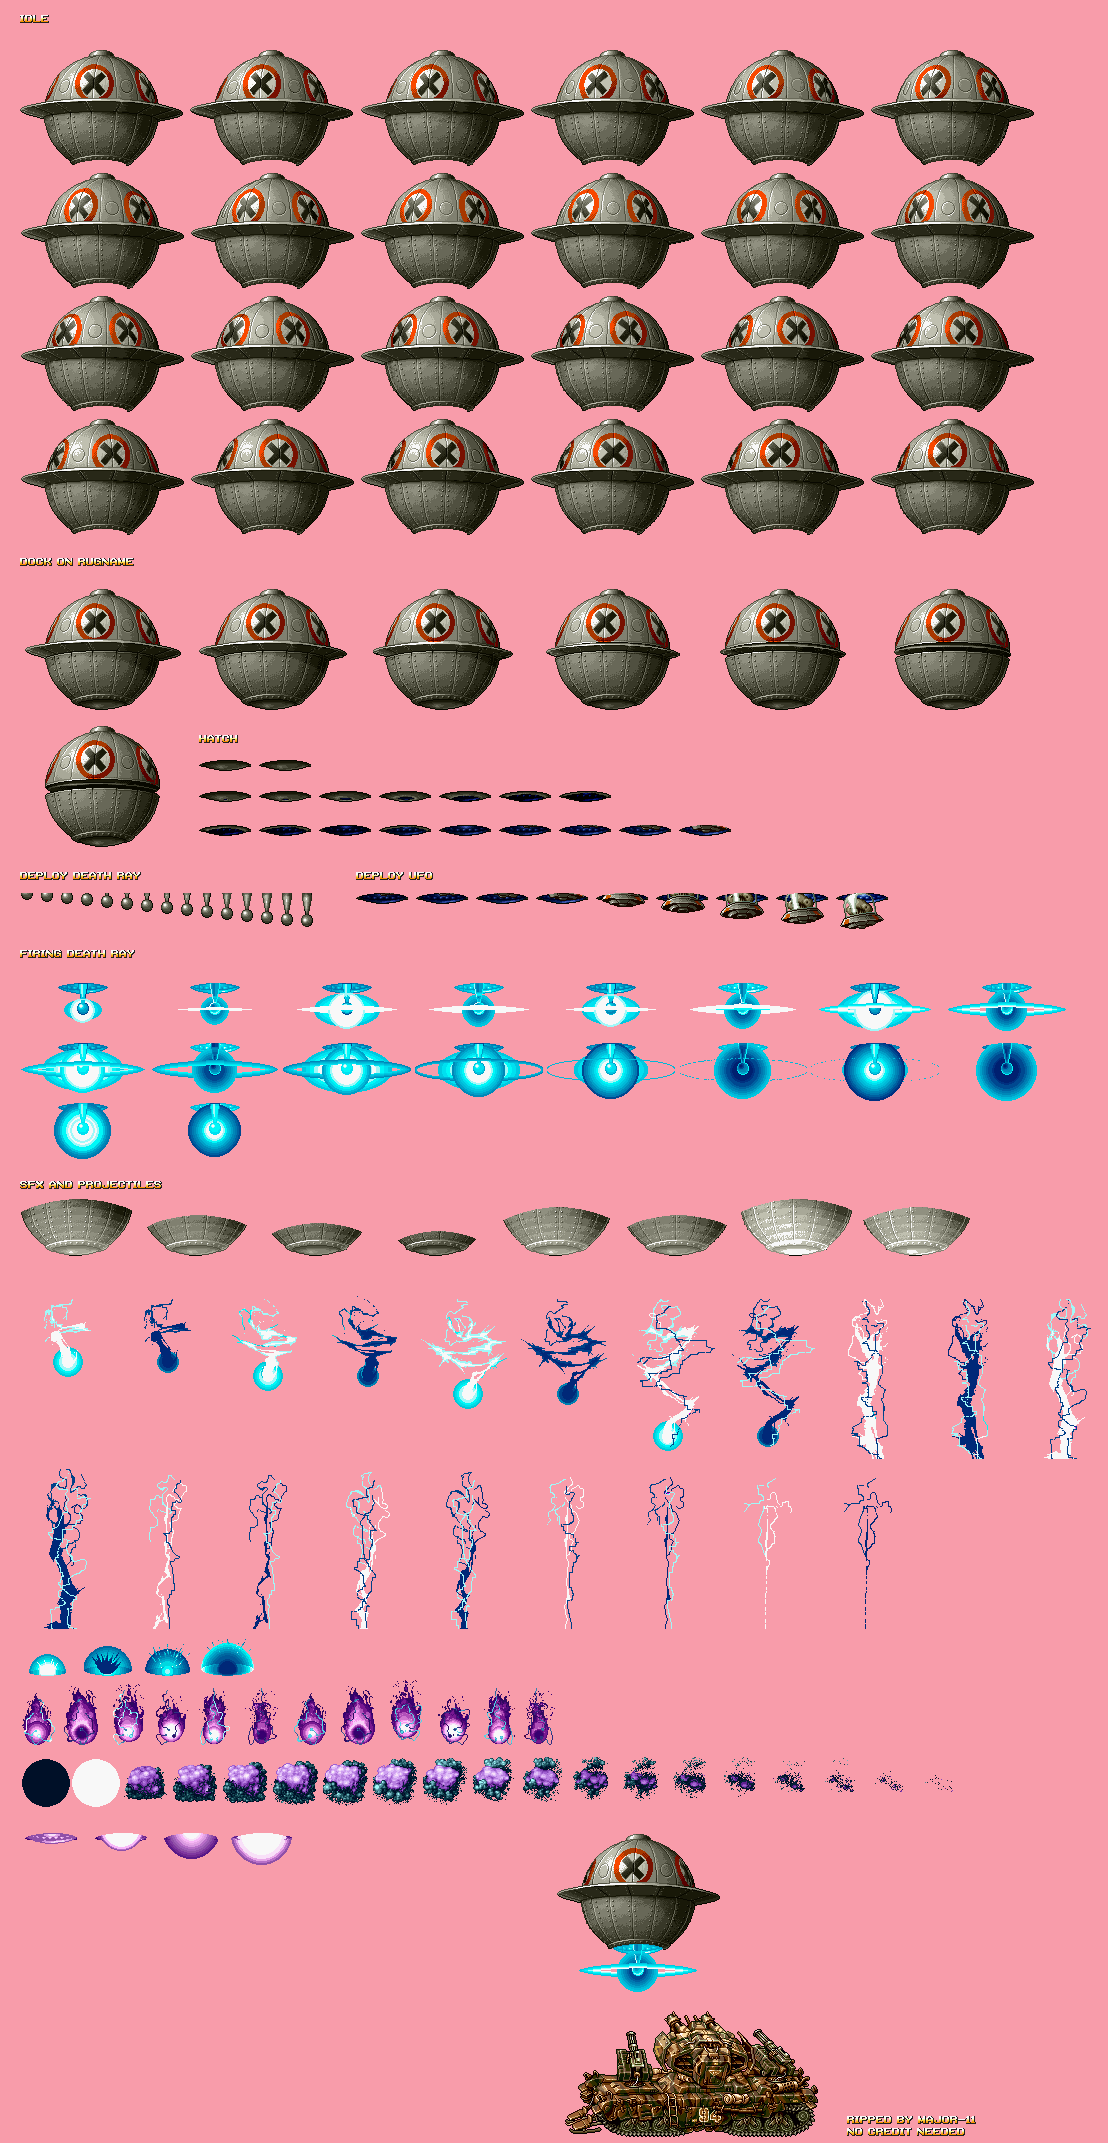 IDLE
DOCK ON RUGNAME
HATCH
DEPLOY DEATH RAY
DEPLOY UFO
FIRING DEATH RAY
SFX AND PROJECTILES
94
RIPPED BY MAJOR-11
NO CREDIT NEEDED